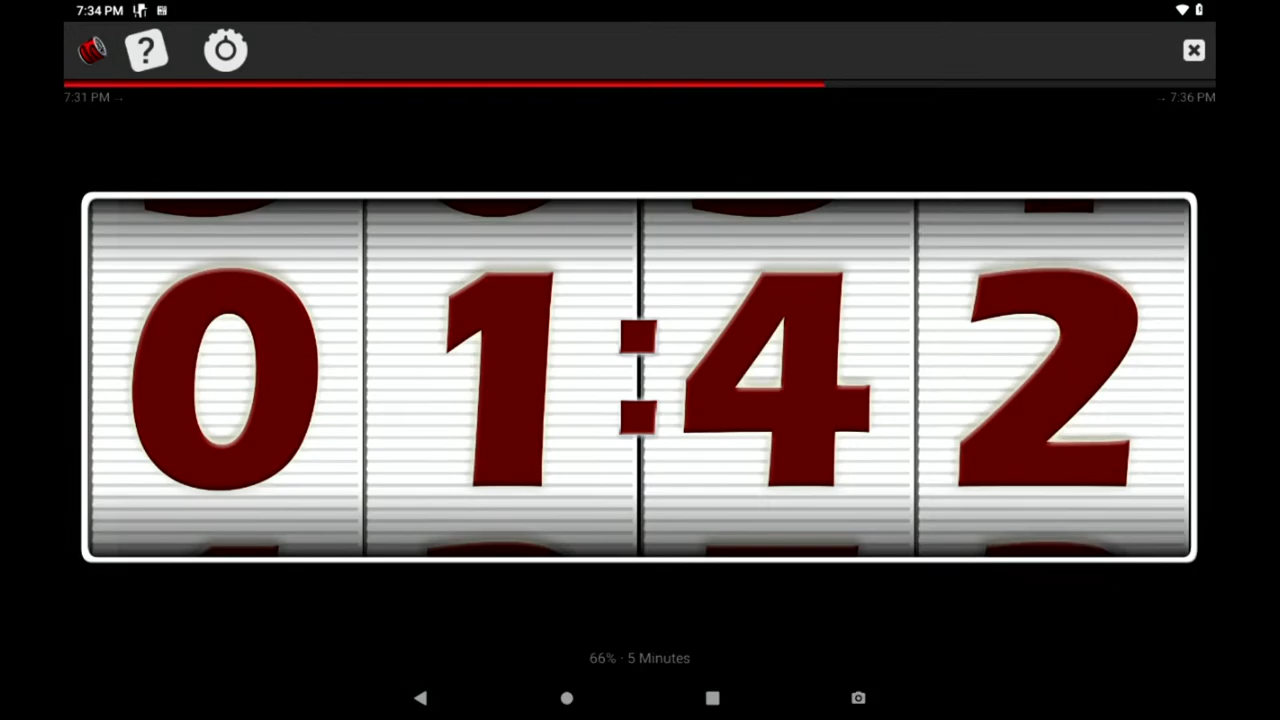 7:34 PM
?
7:31 PM →
→ 7:36 PM
01:42
66% · 5 Minutes